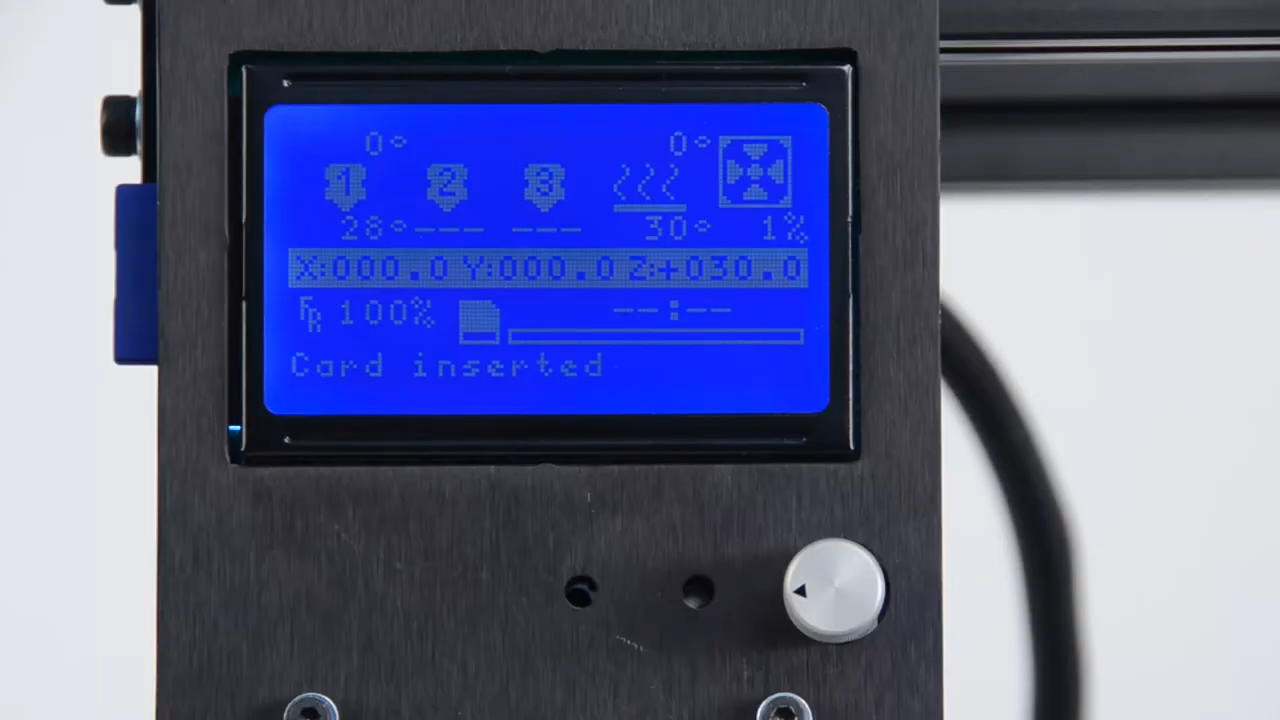 0° 0°
1 2 3
28° --- --- 30° 1%
X:000.0 Y:000.0 Z:+030.0
FR 100% --:--
Card inserted